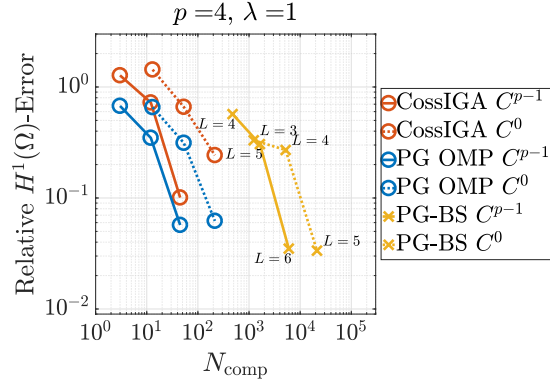 p=4, λ=1
Relative H^1(Ω)-Error
10^0
10^{-1}
10^{-2}
L = 4
L = 3
L = 4
L = 5
L = 6
L = 5
10^0 10^1 10^2 10^3 10^4 10^5
N_comp
CossIGA C^{p-1}
CossIGA C^0
PG OMP C^{p-1}
PG OMP C^0
PG-BS C^{p-1}
PG-BS C^0